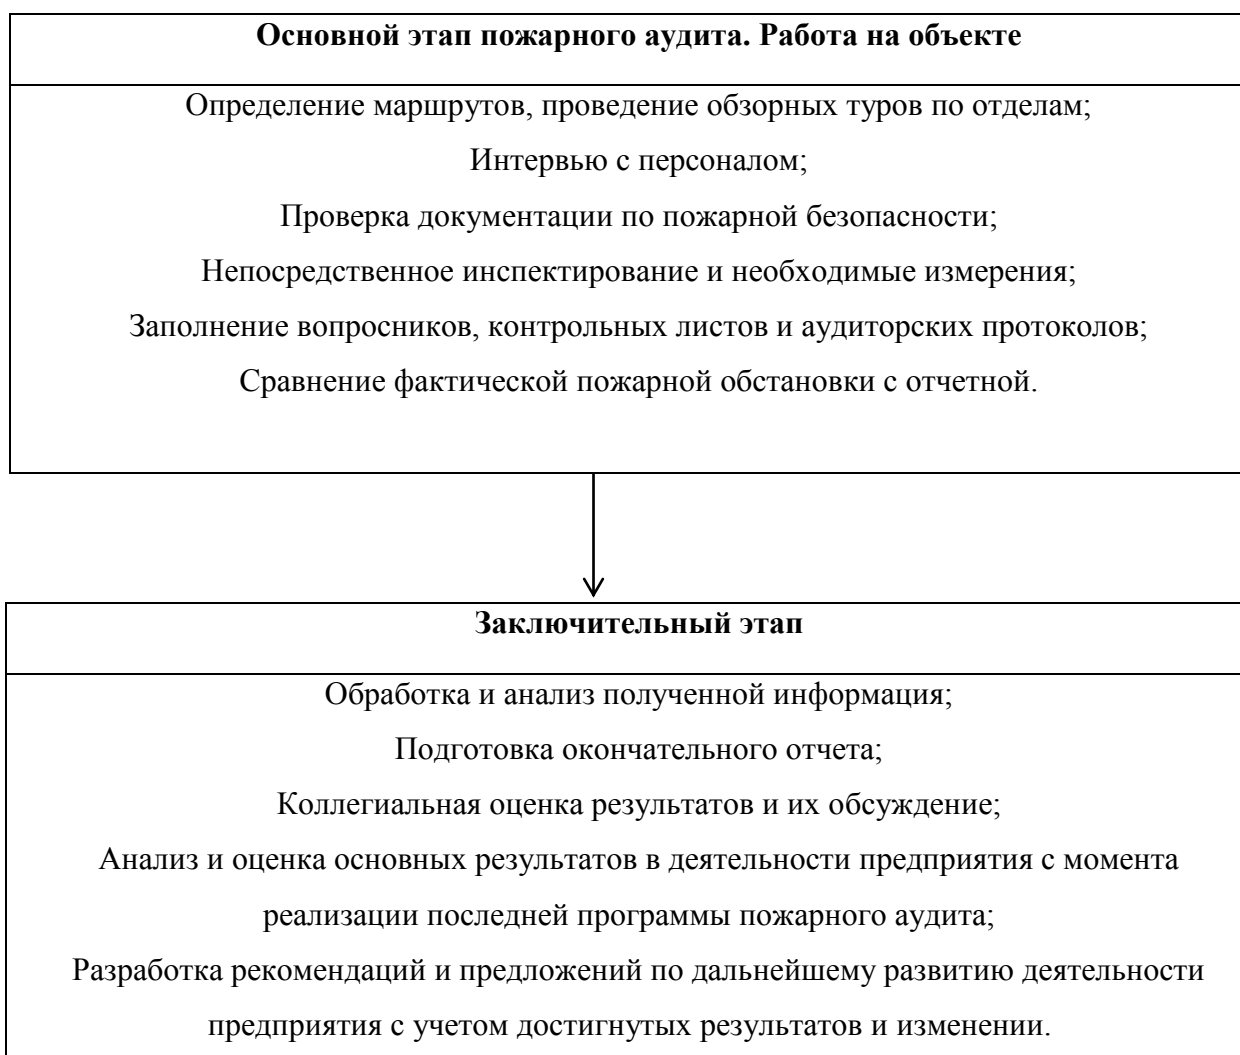 Основной этап пожарного аудита. Работа на объекте
Определение маршрутов, проведение обзорных туров по отделам;
Интервью с персоналом;
Проверка документации по пожарной безопасности;
Непосредственное инспектирование и необходимые измерения;
Заполнение вопросников, контрольных листов и аудиторских протоколов;
Сравнение фактической пожарной обстановки с отчетной.
Заключительный этап
Обработка и анализ полученной информация;
Подготовка окончательного отчета;
Коллегиальная оценка результатов и их обсуждение;
Анализ и оценка основных результатов в деятельности предприятия с момента
реализации последней программы пожарного аудита;
Разработка рекомендаций и предложений по дальнейшему развитию деятельности
предприятия с учетом достигнутых результатов и изменении.